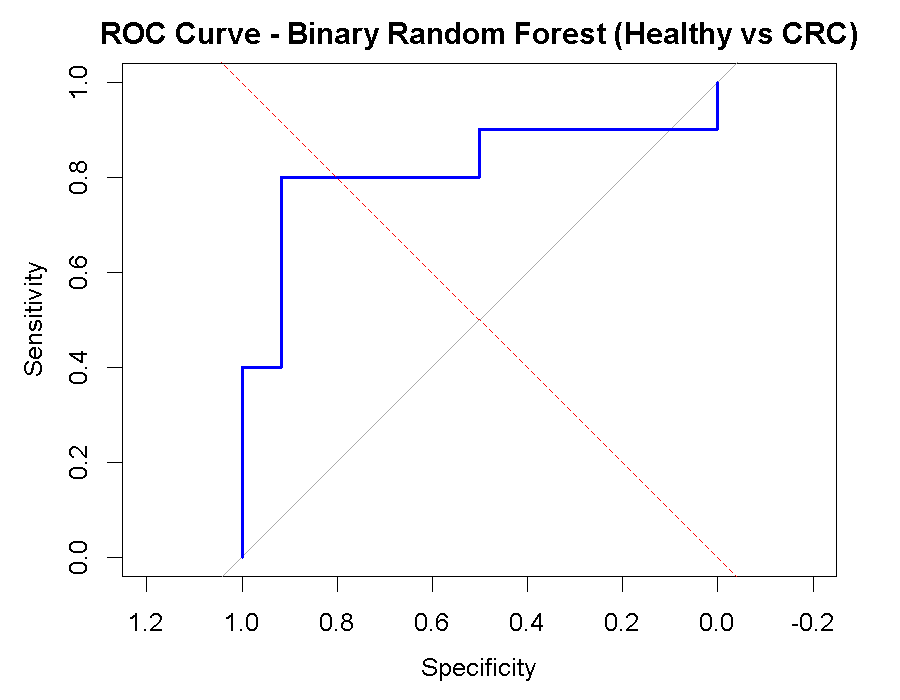 ROC Curve - Binary Random Forest (Healthy vs CRC)
1.0
0.8
0.6
0.4
0.2
0.0
Sensitivity
1.2 1.0 0.8 0.6 0.4 0.2 0.0 -0.2
Specificity